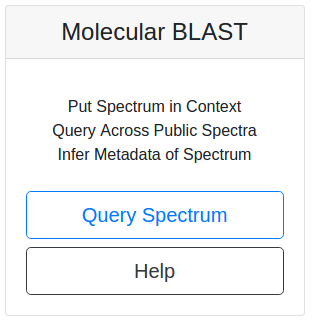 Molecular BLAST
Put Spectrum in Context
Query Across Public Spectra
Infer Metadata of Spectrum
Query Spectrum
Help